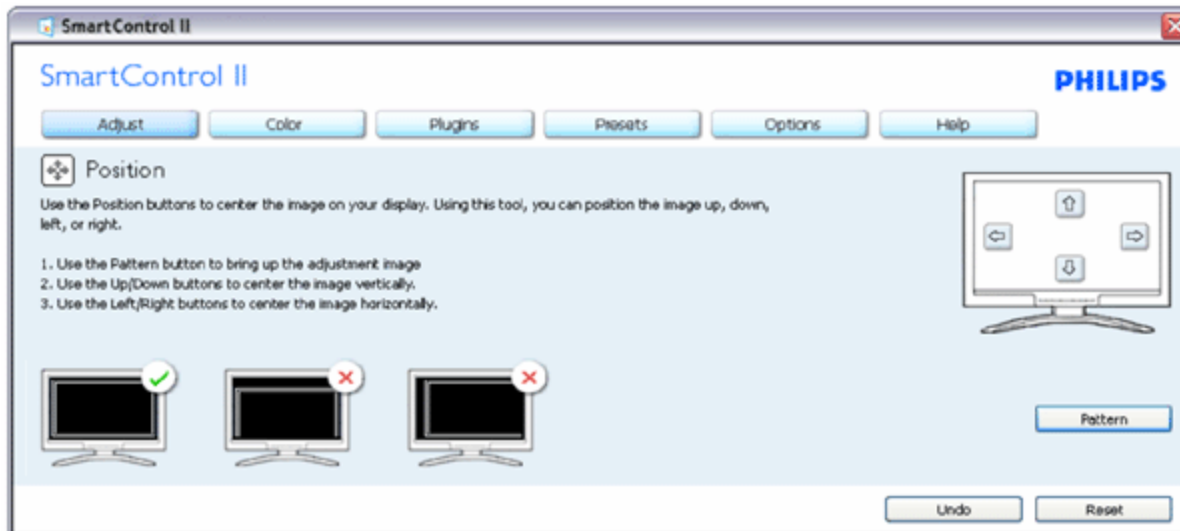 SmartControl II
SmartControl II
PHILIPS
Adjust Color Plugins Presets Options Help
Position
Use the Position buttons to center the image on your display. Using this tool, you can position the image up, down,
left, or right.
1. Use the Pattern button to bring up the adjustment image
2. Use the Up/Down buttons to center the image vertically.
3. Use the Left/Right buttons to center the image horizontally.
Pattern
Undo Reset